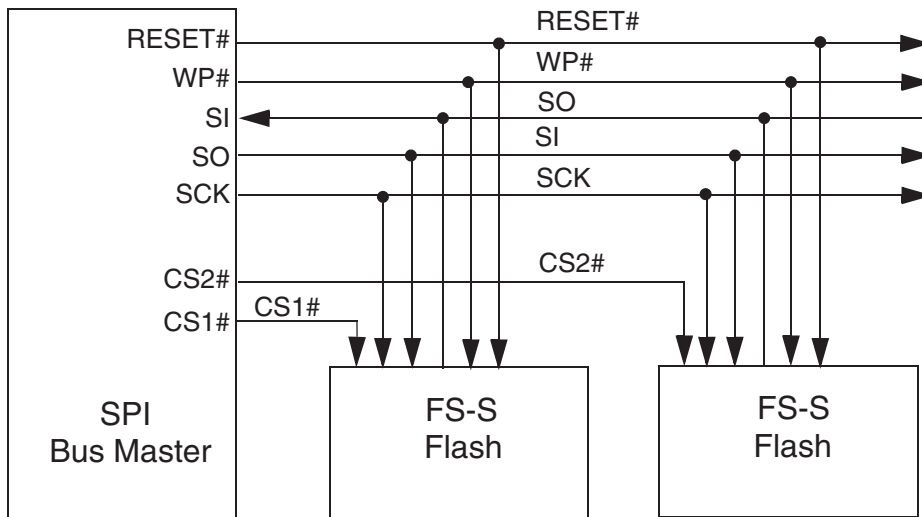 RESET#
WP#
SI
SO
SCK
CS2#
CS1#
SPI
Bus Master
RESET#
WP#
SO
SI
SCK
CS2#
CS1#
FS-S
Flash
FS-S
Flash